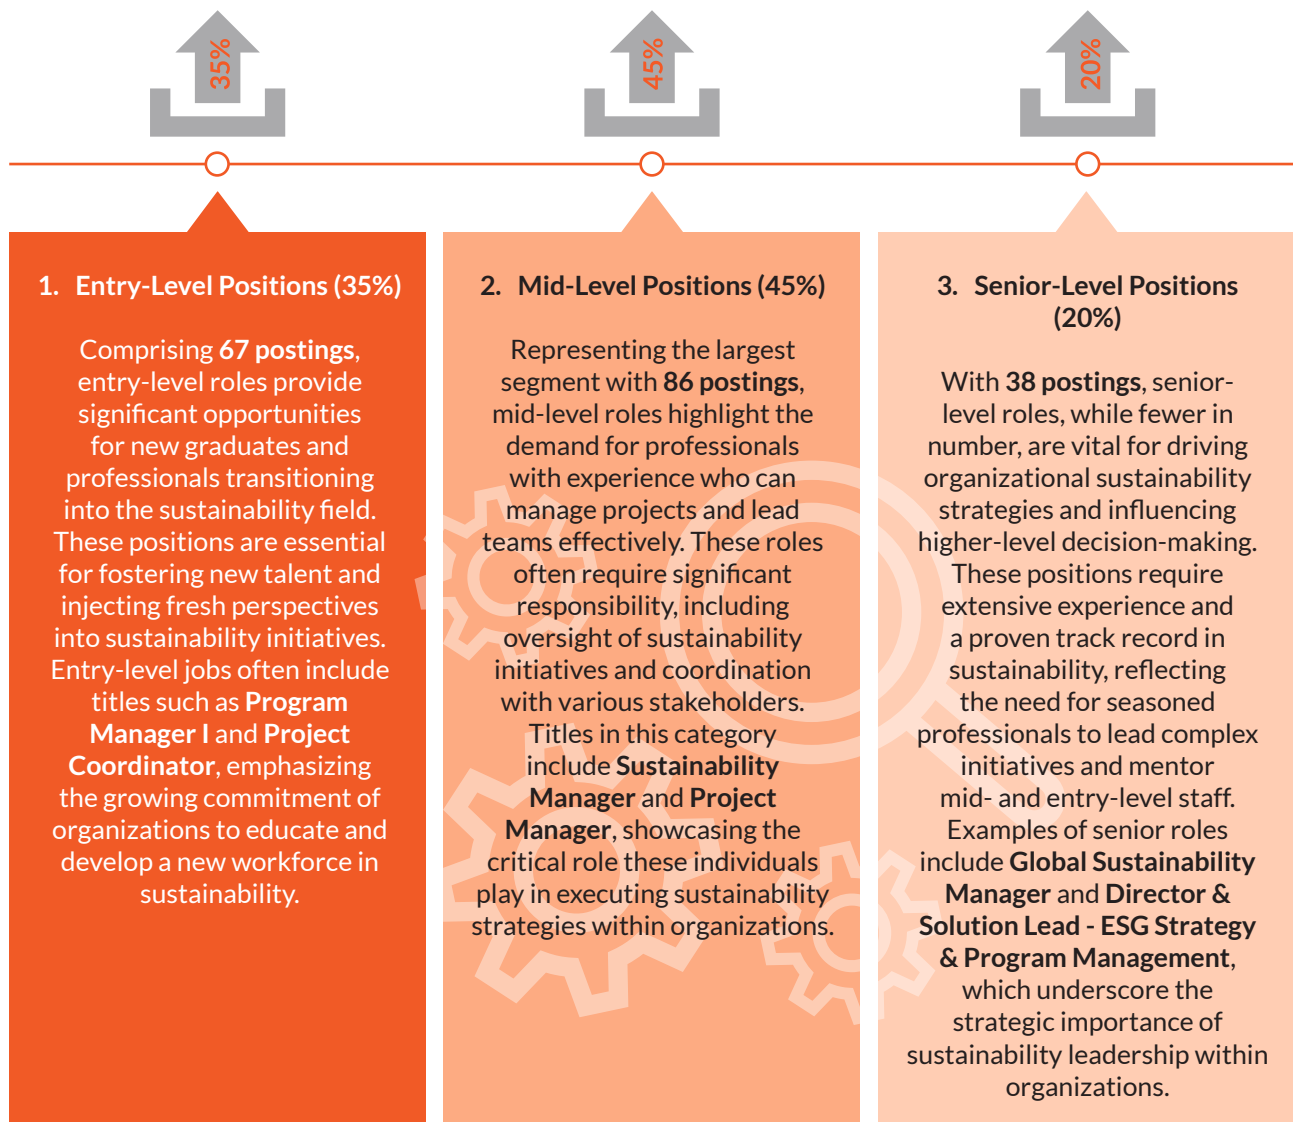 35%
45%
20%
1. Entry-Level Positions (35%)
Comprising 67 postings,
entry-level roles provide
significant opportunities
for new graduates and
professionals transitioning
into the sustainability field.
These positions are essential
for fostering new talent and
injecting fresh perspectives
into sustainability initiatives.
Entry-level jobs often include
titles such as Program
Manager I and Project
Coordinator, emphasizing
the growing commitment of
organizations to educate and
develop a new workforce in
sustainability.
2. Mid-Level Positions (45%)
Representing the largest
segment with 86 postings,
mid-level roles highlight the
demand for professionals
with experience who can
manage projects and lead
teams effectively. These roles
often require significant
responsibility, including
oversight of sustainability
initiatives and coordination
with various stakeholders.
Titles in this category
include Sustainability
Manager and Project
Manager, showcasing the
critical role these individuals
play in executing sustainability
strategies within organizations.
3. Senior-Level Positions
(20%)
With 38 postings, senior-
level roles, while fewer in
number, are vital for driving
organizational sustainability
strategies and influencing
higher-level decision-making.
These positions require
extensive experience and
a proven track record in
sustainability, reflecting
the need for seasoned
professionals to lead complex
initiatives and mentor
mid- and entry-level staff.
Examples of senior roles
include Global Sustainability
Manager and Director &
Solution Lead - ESG Strategy
& Program Management,
which underscore the
strategic importance of
sustainability leadership within
organizations.